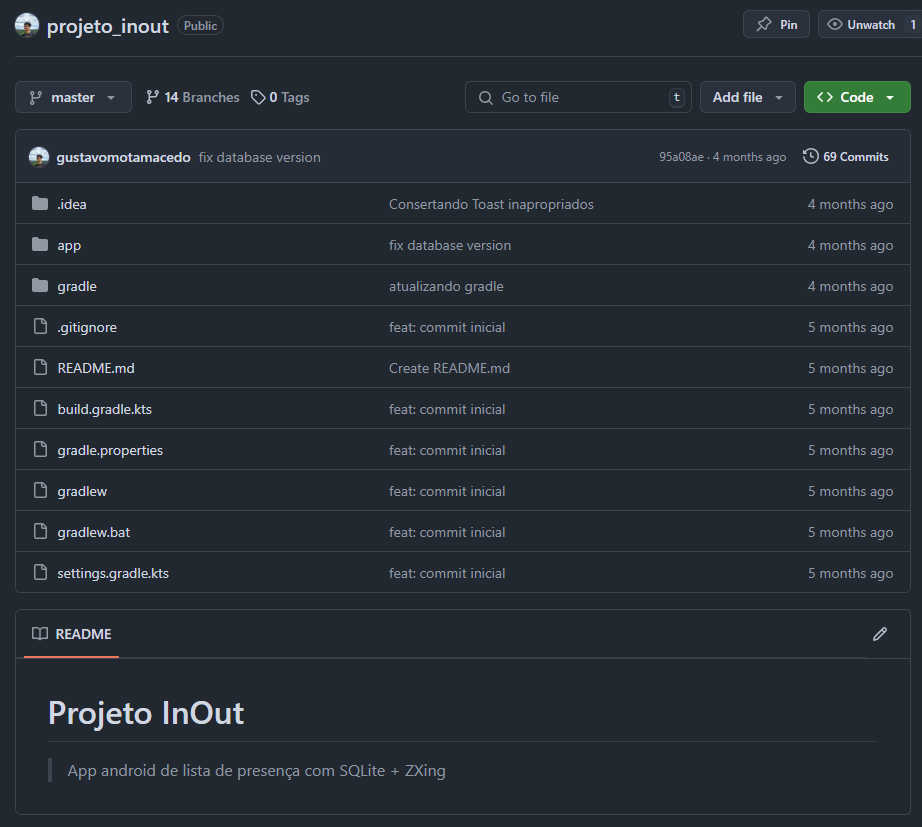 projeto_inout Public Pin Unwatch 1
master 14 Branches 0 Tags Go to file t Add file Code
gustavomotamacedo fix database version 95a08ae · 4 months ago 69 Commits
.idea Consertando Toast inapropriados 4 months ago
app fix database version 4 months ago
gradle atualizando gradle 4 months ago
.gitignore feat: commit inicial 5 months ago
README.md Create README.md 5 months ago
build.gradle.kts feat: commit inicial 5 months ago
gradle.properties feat: commit inicial 5 months ago
gradlew feat: commit inicial 5 months ago
gradlew.bat feat: commit inicial 5 months ago
settings.gradle.kts feat: commit inicial 5 months ago
README
Projeto InOut
App android de lista de presença com SQLite + ZXing